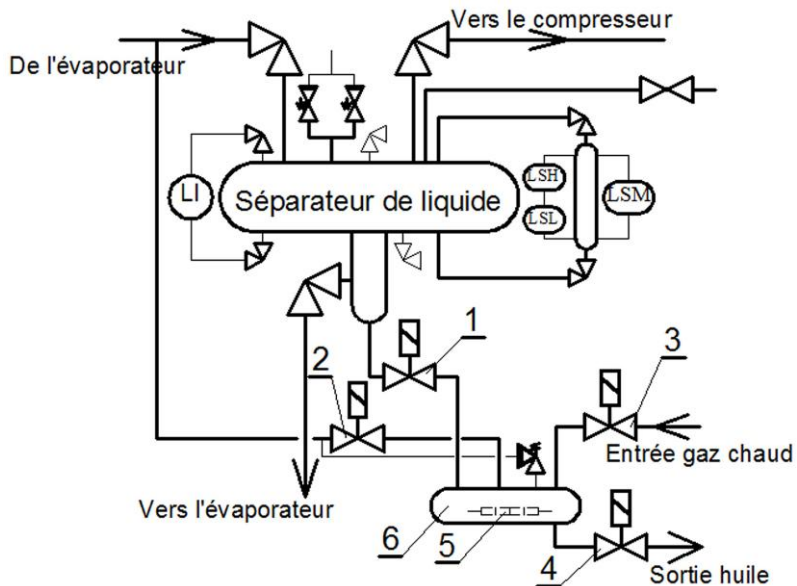 Vers le compresseur
De l'évaporateur
LI
Séparateur de liquide
LSH
LSL
LSM
1
2
3
Entrée gaz chaud
Vers l'évaporateur
6
5
4
Sortie huile